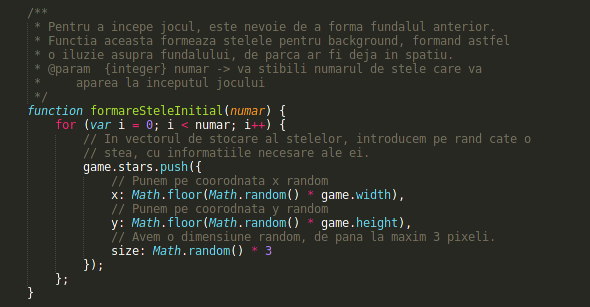 /**
 * Pentru a incepe jocul, este nevoie de a forma fundalul anterior.
 * Functia aceasta formeaza stelele pentru background, formand astfel
 * o iluzie asupra fundalului, de parca ar fi deja in spatiu.
 * @param  {integer} numar -> va stibili numarul de stele care va
 *     aparea la inceputul jocului
 */
function formareSteleInitial(numar) {
    for (var i = 0; i < numar; i++) {
        // In vectorul de stocare al stelelor, introducem pe rand cate o
        // stea, cu informatiile necesare ale ei.
        game.stars.push({
            // Punem pe coorodnata x random
            x: Math.floor(Math.random() * game.width),
            // Punem pe coorodnata y random
            y: Math.floor(Math.random() * game.height),
            // Avem o dimensiune random, de pana la maxim 3 pixeli.
            size: Math.random() * 3
        });
    };
}